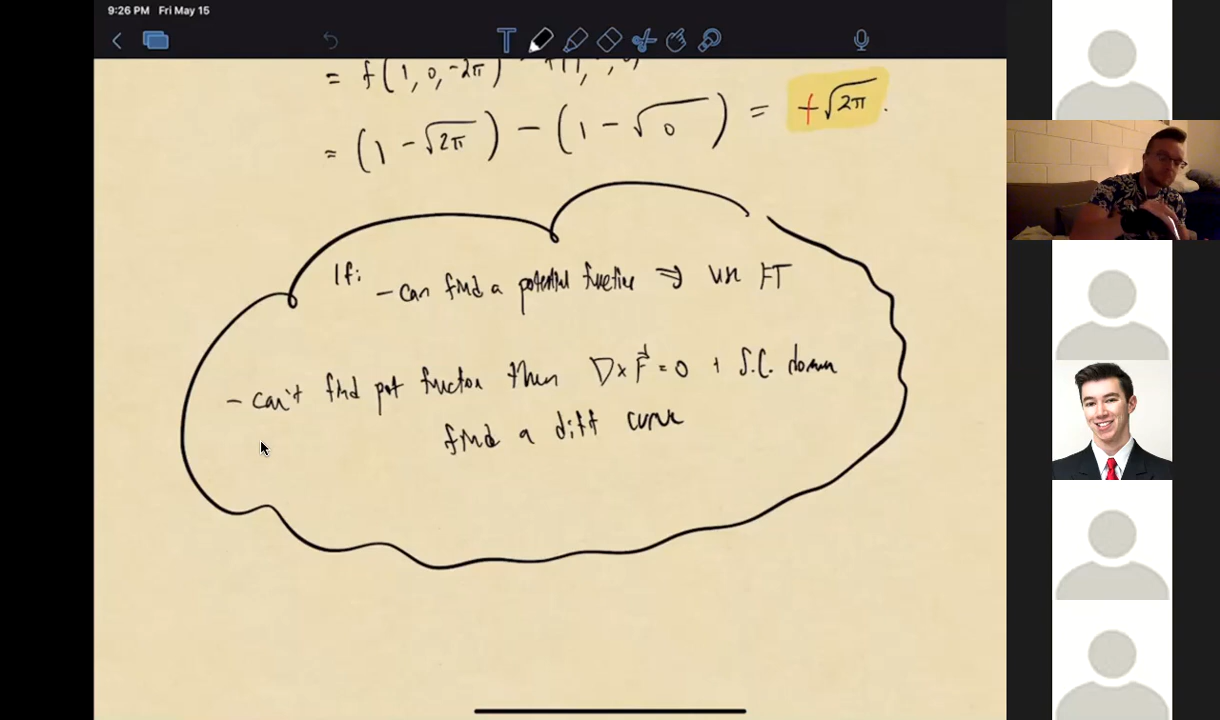 9:26 PM Fri May 15
T
= f(1, 0, -2π)
= (1 - √2π) - (1 - √0) = +√2π.
If:
- can find a potential function ⇒ use FT
- can't find pot function then ∇×F⃗ = 0 + S.C. domain
find a diff curve